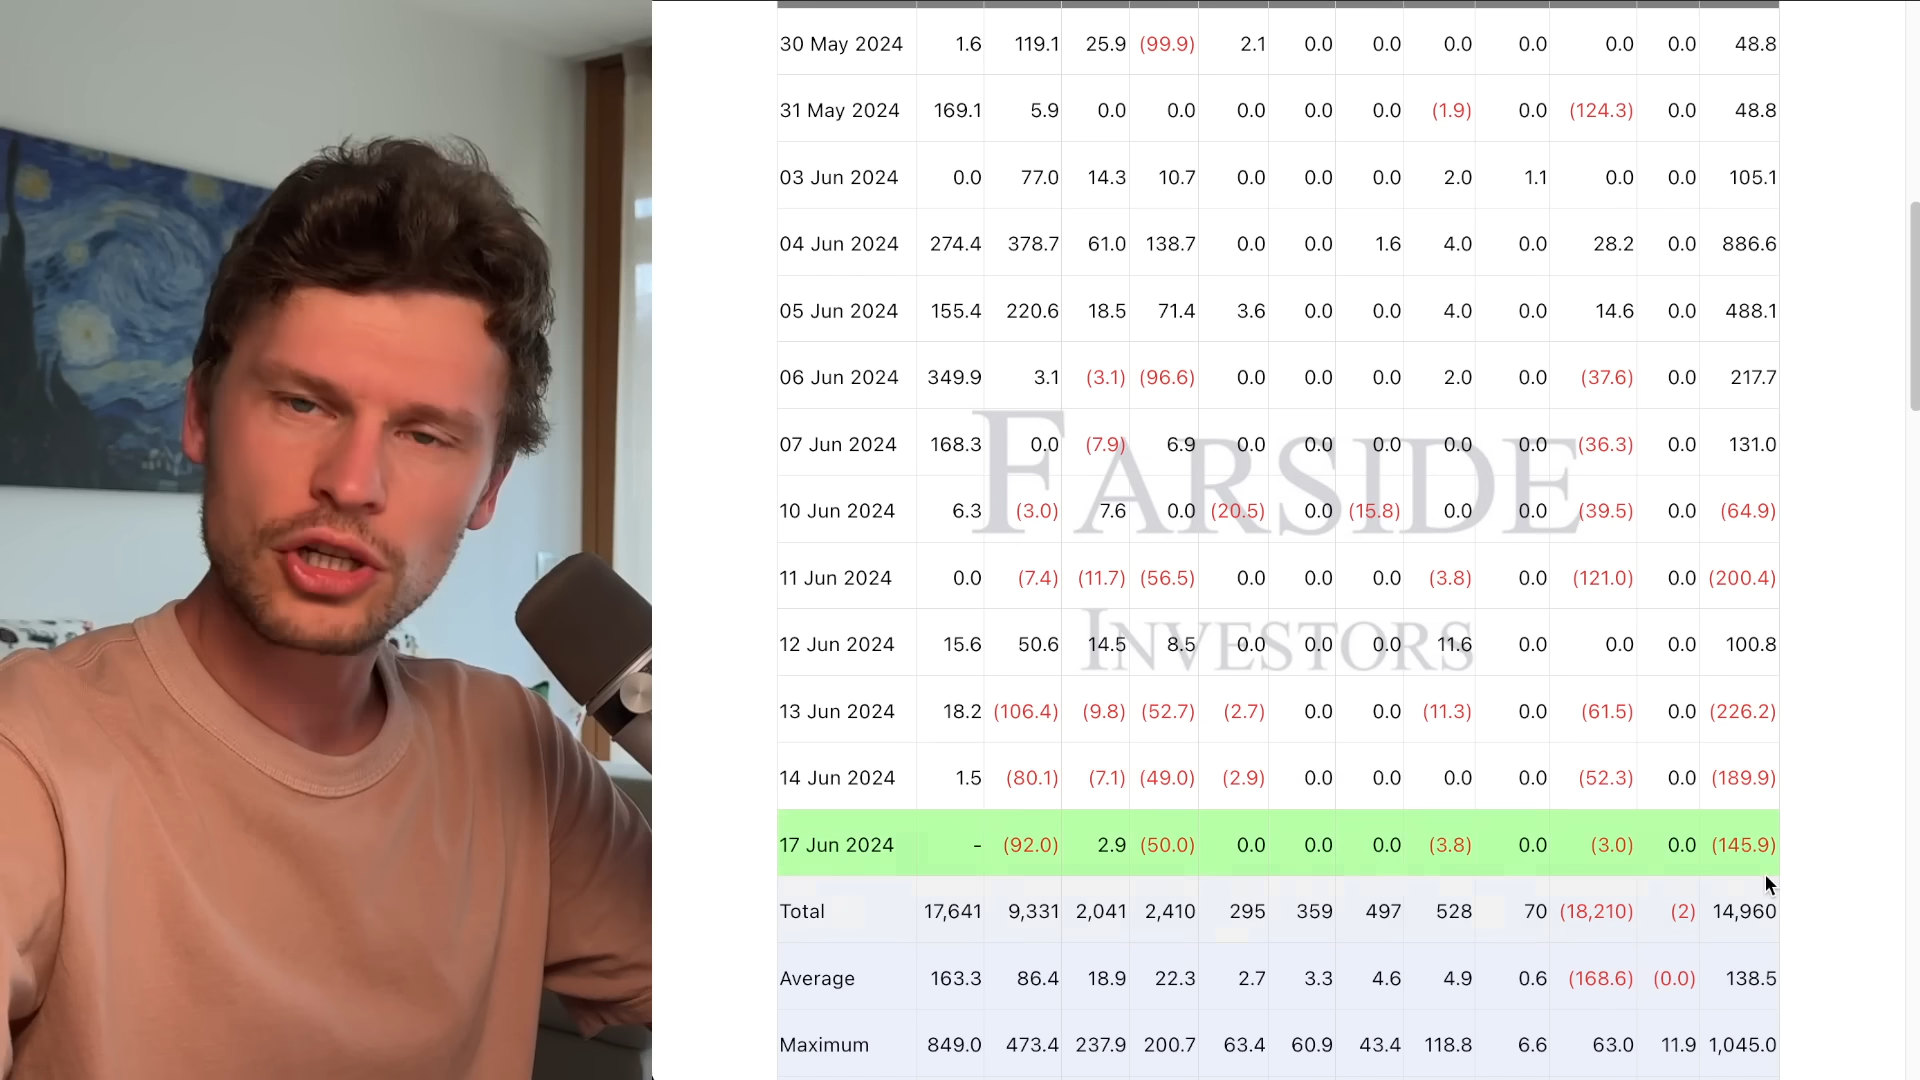 30 May 2024 1.6 119.1 25.9 (99.9) 2.1 0.0 0.0 0.0 0.0 0.0 0.0 48.8
31 May 2024 169.1 5.9 0.0 0.0 0.0 0.0 0.0 (1.9) 0.0 (124.3) 0.0 48.8
03 Jun 2024 0.0 77.0 14.3 10.7 0.0 0.0 0.0 2.0 1.1 0.0 0.0 105.1
04 Jun 2024 274.4 378.7 61.0 138.7 0.0 0.0 1.6 4.0 0.0 28.2 0.0 886.6
05 Jun 2024 155.4 220.6 18.5 71.4 3.6 0.0 0.0 4.0 0.0 14.6 0.0 488.1
06 Jun 2024 349.9 3.1 (3.1) (96.6) 0.0 0.0 0.0 2.0 0.0 (37.6) 0.0 217.7
07 Jun 2024 168.3 0.0 (7.9) 6.9 0.0 0.0 0.0 0.0 0.0 (36.3) 0.0 131.0
FARSIDE
10 Jun 2024 6.3 (3.0) 7.6 0.0 (20.5) 0.0 (15.8) 0.0 0.0 (39.5) 0.0 (64.9)
11 Jun 2024 0.0 (7.4) (11.7) (56.5) 0.0 0.0 0.0 (3.8) 0.0 (121.0) 0.0 (200.4)
INVESTORS
12 Jun 2024 15.6 50.6 14.5 8.5 0.0 0.0 0.0 11.6 0.0 0.0 0.0 100.8
13 Jun 2024 18.2 (106.4) (9.8) (52.7) (2.7) 0.0 0.0 (11.3) 0.0 (61.5) 0.0 (226.2)
14 Jun 2024 1.5 (80.1) (7.1) (49.0) (2.9) 0.0 0.0 0.0 0.0 (52.3) 0.0 (189.9)
17 Jun 2024 - (92.0) 2.9 (50.0) 0.0 0.0 0.0 (3.8) 0.0 (3.0) 0.0 (145.9)
Total 17,641 9,331 2,041 2,410 295 359 497 528 70 (18,210) (2) 14,960
Average 163.3 86.4 18.9 22.3 2.7 3.3 4.6 4.9 0.6 (168.6) (0.0) 138.5
Maximum 849.0 473.4 237.9 200.7 63.4 60.9 43.4 118.8 6.6 63.0 11.9 1,045.0